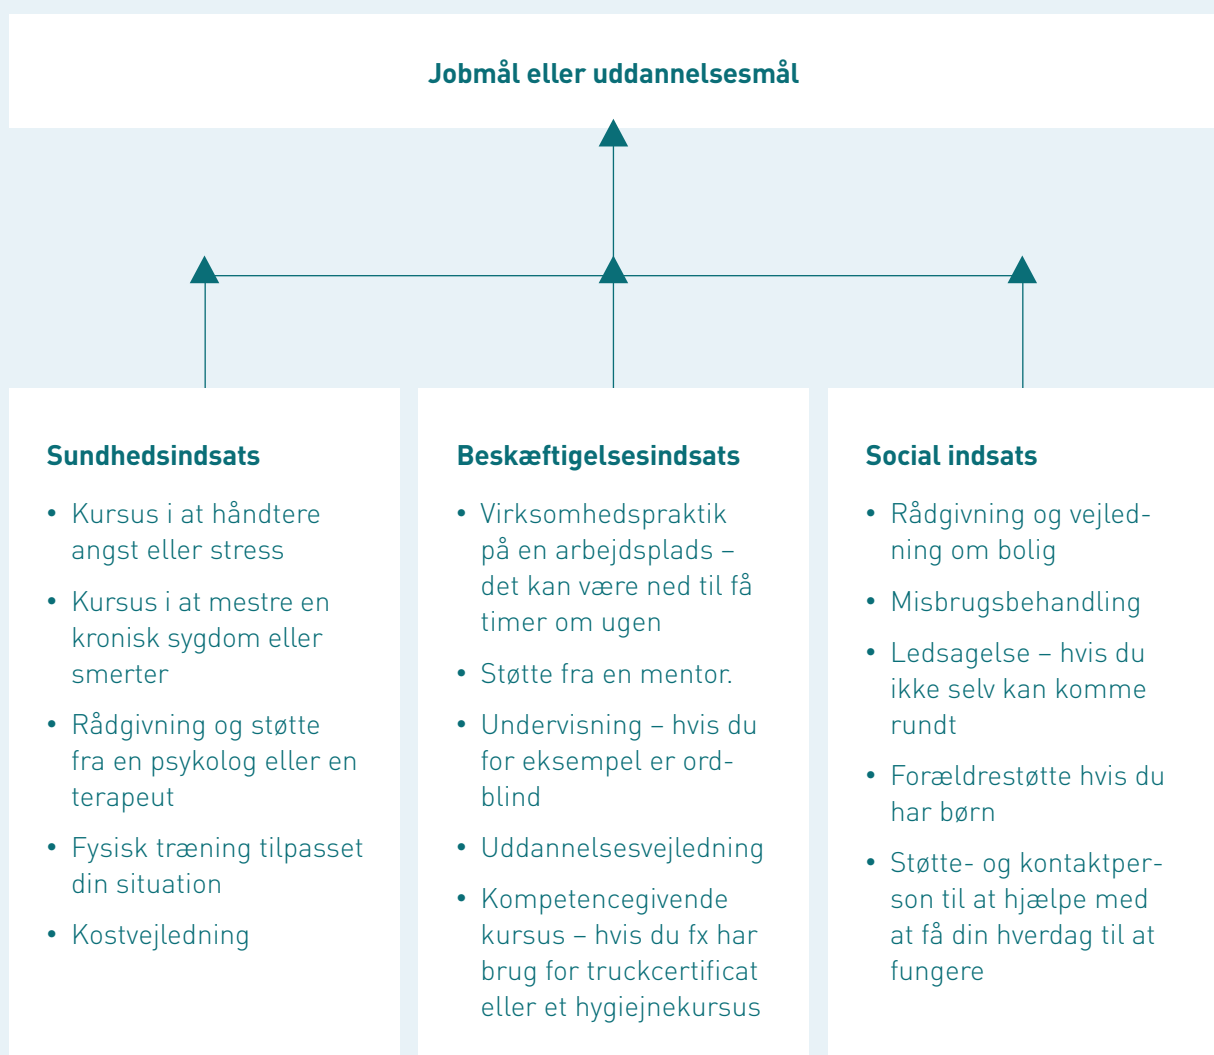 Jobmål eller uddannelsesmål
Sundhedsindsats
• Kursus i at håndtere
angst eller stress
• Kursus i at mestre en
kronisk sygdom eller
smerter
• Rådgivning og støtte
fra en psykolog eller en
terapeut
• Fysisk træning tilpasset
din situation
• Kostvejledning
Beskæftigelsesindsats
• Virksomhedspraktik
på en arbejdsplads –
det kan være ned til få
timer om ugen
• Støtte fra en mentor.
• Undervisning – hvis du
for eksempel er ord-
blind
• Uddannelsesvejledning
• Kompetencegivende
kursus – hvis du fx har
brug for truckcertificat
eller et hygiejnekursus
Social indsats
• Rådgivning og vejled-
ning om bolig
• Misbrugsbehandling
• Ledsagelse – hvis du
ikke selv kan komme
rundt
• Forældrestøtte hvis du
har børn
• Støtte- og kontaktper-
son til at hjælpe med
at få din hverdag til at
fungere